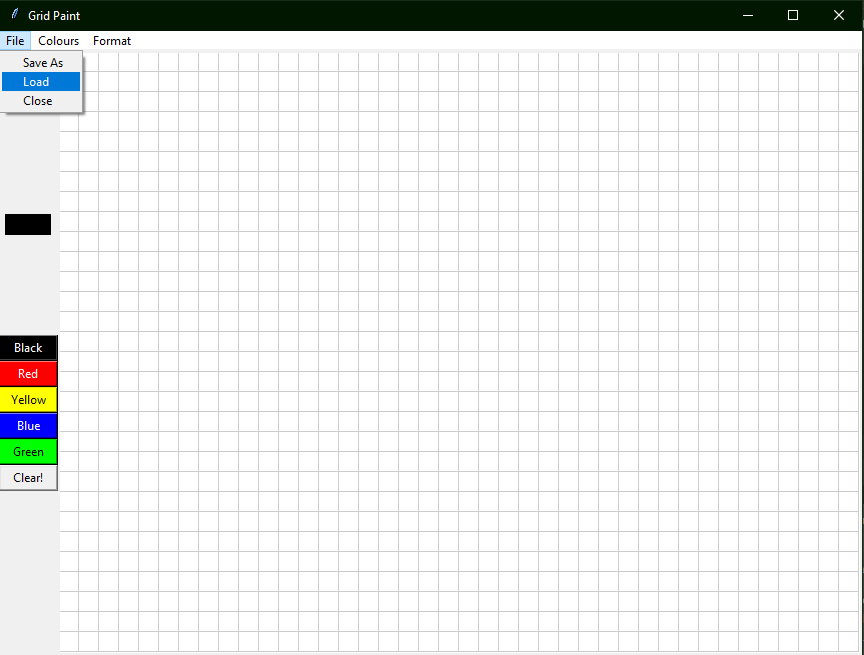 Grid Paint
File Colours Format
Save As
Load
Close
Black
Red
Yellow
Blue
Green
Clear!